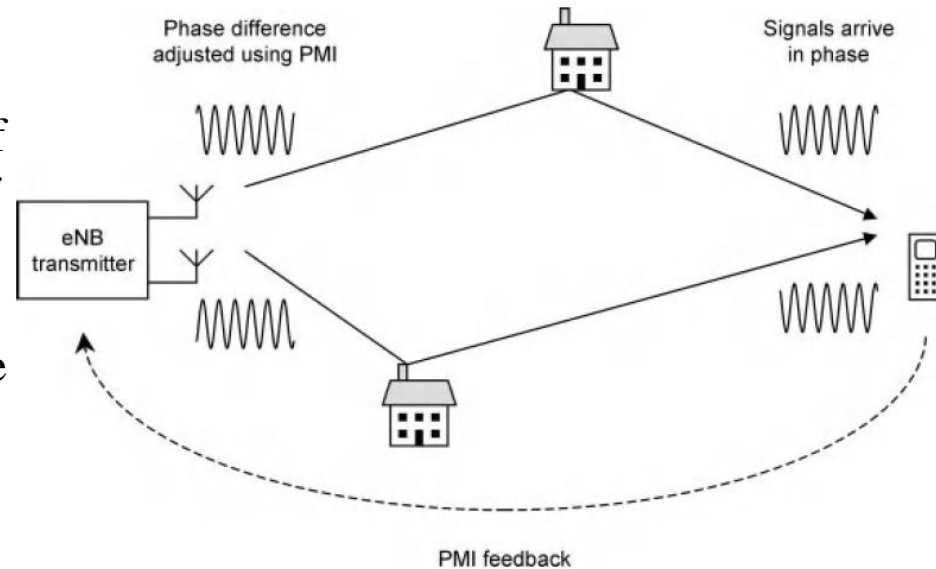 Phase difference
adjusted using PMI
Signals arrive
in phase
eNB
transmitter
PMI feedback